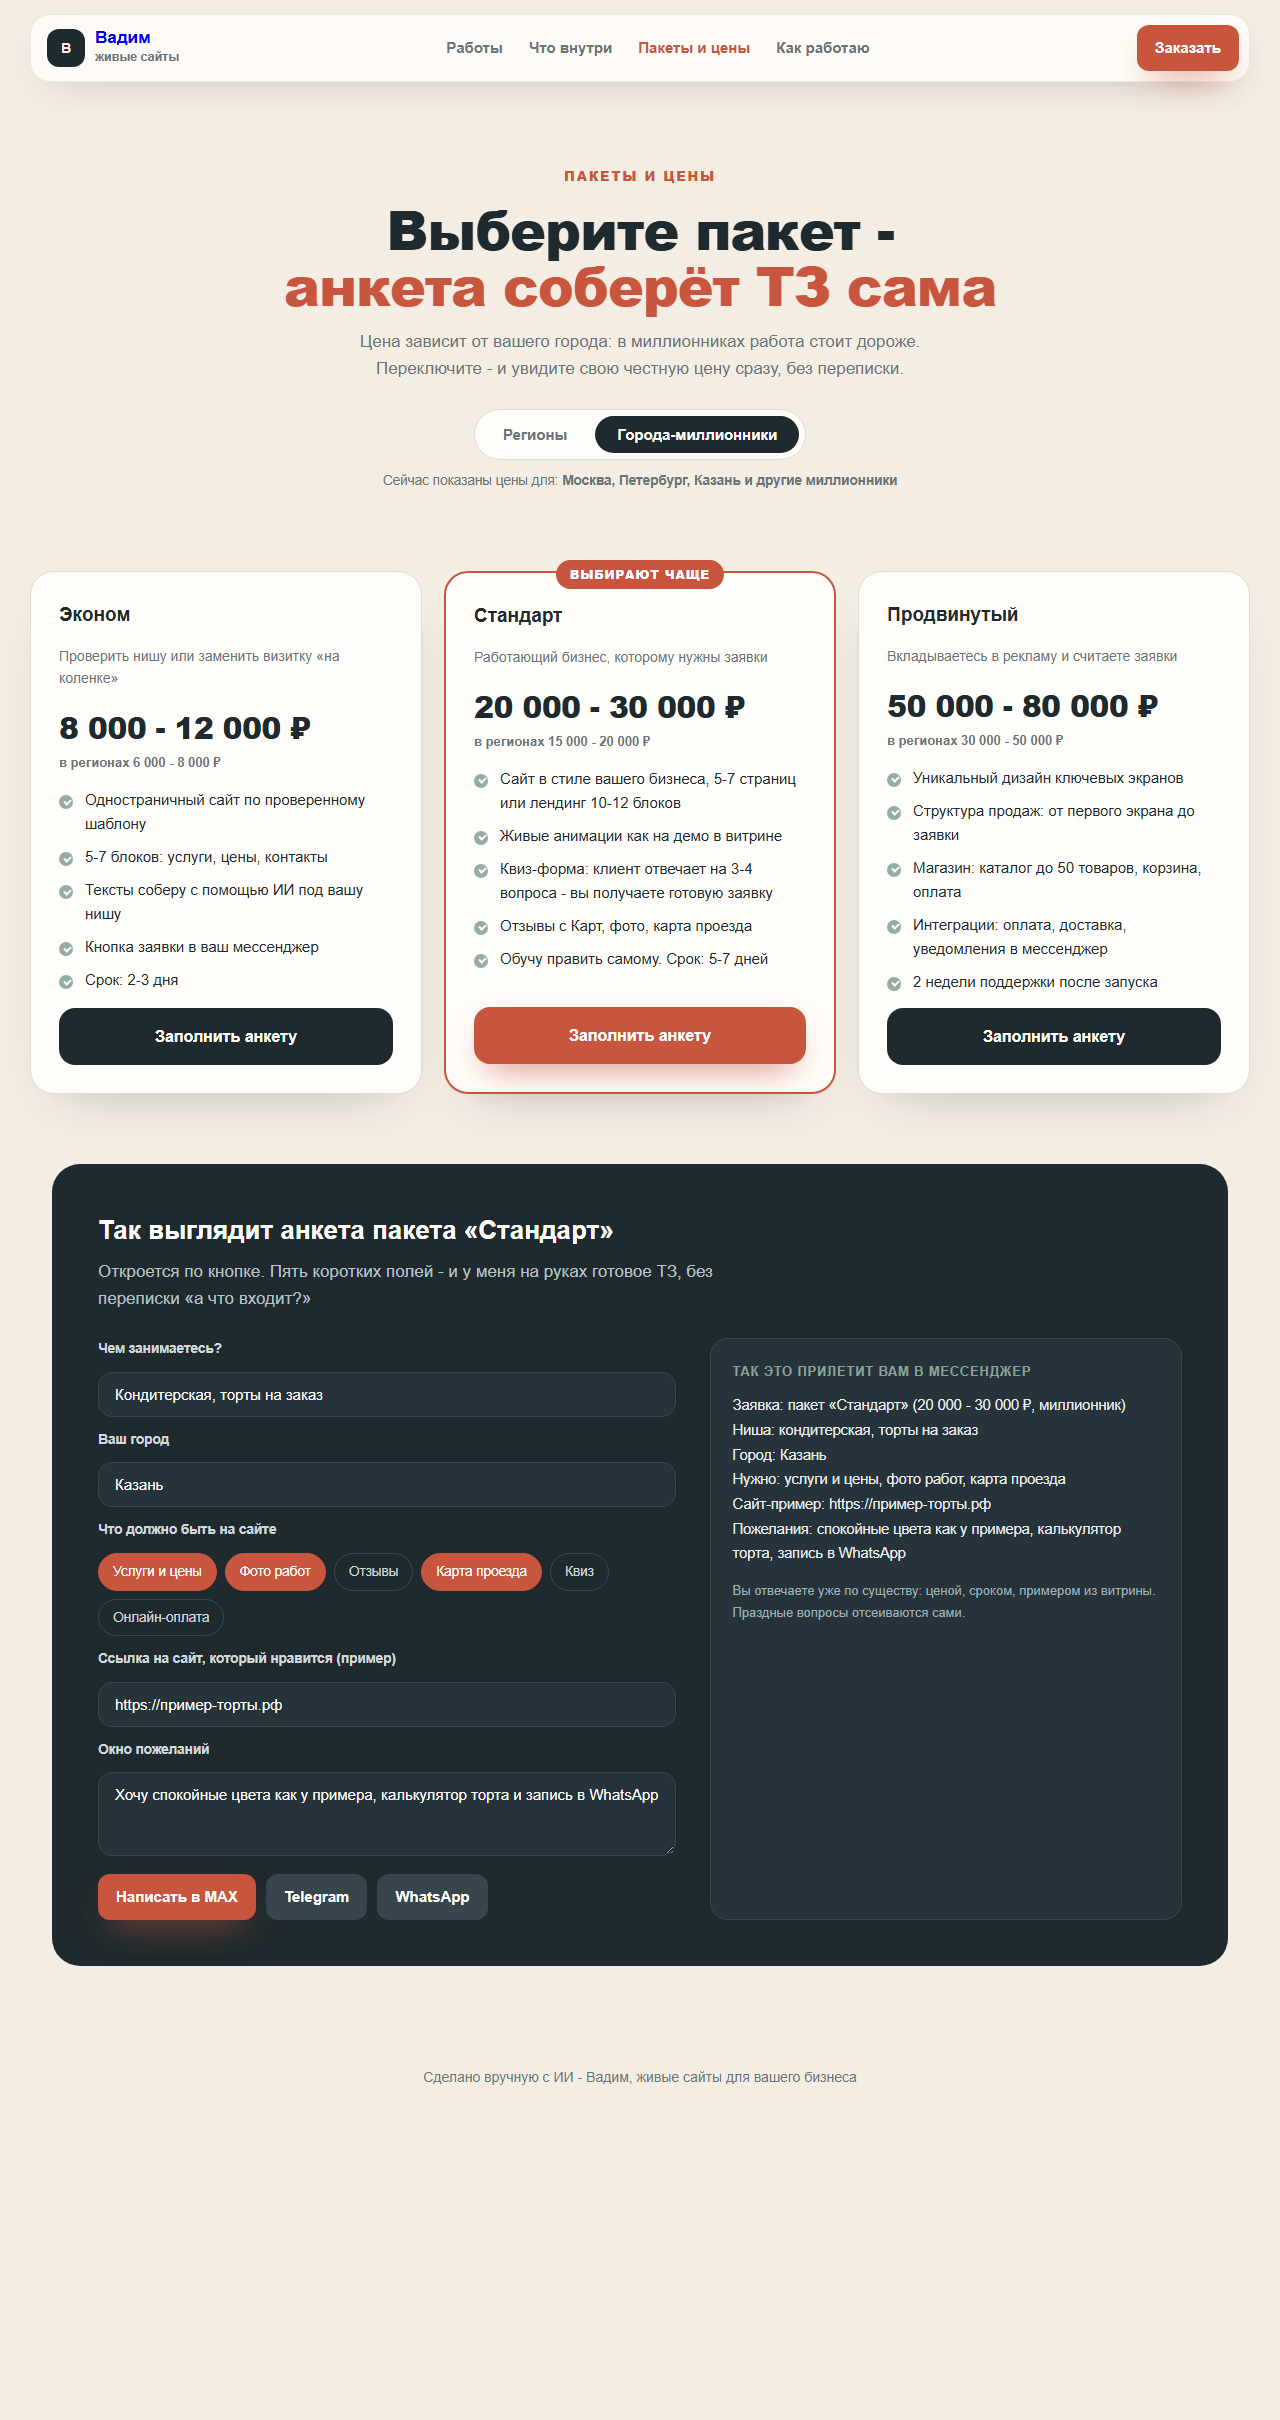 В
Вадим
живые сайты
Работы
Что внутри
Пакеты и цены
Как работаю
Заказать
ПАКЕТЫ И ЦЕНЫ
Выберите пакет -
анкета соберёт ТЗ сама
Цена зависит от вашего города: в миллионниках работа стоит дороже.
Переключите - и увидите свою честную цену сразу, без переписки.
Регионы
Города-миллионники
Сейчас показаны цены для: Москва, Петербург, Казань и другие миллионники
Эконом
Проверить нишу или заменить визитку «на
коленке»
8 000 - 12 000 ₽
в регионах 6 000 - 8 000 ₽
Одностраничный сайт по проверенному
шаблону
5-7 блоков: услуги, цены, контакты
Тексты соберу с помощью ИИ под вашу
нишу
Кнопка заявки в ваш мессенджер
Срок: 2-3 дня
Заполнить анкету
ВЫБИРАЮТ ЧАЩЕ
Стандарт
Работающий бизнес, которому нужны заявки
20 000 - 30 000 ₽
в регионах 15 000 - 20 000 ₽
Сайт в стиле вашего бизнеса, 5-7 страниц
или лендинг 10-12 блоков
Живые анимации как на демо в витрине
Квиз-форма: клиент отвечает на 3-4
вопроса - вы получаете готовую заявку
Отзывы с Карт, фото, карта проезда
Обучу править самому. Срок: 5-7 дней
Заполнить анкету
Продвинутый
Вкладываетесь в рекламу и считаете заявки
50 000 - 80 000 ₽
в регионах 30 000 - 50 000 ₽
Уникальный дизайн ключевых экранов
Структура продаж: от первого экрана до
заявки
Магазин: каталог до 50 товаров, корзина,
оплата
Интеграции: оплата, доставка,
уведомления в мессенджер
2 недели поддержки после запуска
Заполнить анкету
Так выглядит анкета пакета «Стандарт»
Откроется по кнопке. Пять коротких полей - и у меня на руках готовое ТЗ, без
переписки «а что входит?»
Чем занимаетесь?
Кондитерская, торты на заказ
Ваш город
Казань
Что должно быть на сайте
Услуги и цены
Фото работ
Отзывы
Карта проезда
Квиз
Онлайн-оплата
Ссылка на сайт, который нравится (пример)
https://пример-торты.рф
Окно пожеланий
Хочу спокойные цвета как у примера, калькулятор торта и запись в WhatsApp
Написать в MAX
Telegram
WhatsApp
ТАК ЭТО ПРИЛЕТИТ ВАМ В МЕССЕНДЖЕР
Заявка: пакет «Стандарт» (20 000 - 30 000 ₽, миллионник)
Ниша: кондитерская, торты на заказ
Город: Казань
Нужно: услуги и цены, фото работ, карта проезда
Сайт-пример: https://пример-торты.рф
Пожелания: спокойные цвета как у примера, калькулятор
торта, запись в WhatsApp
Вы отвечаете уже по существу: ценой, сроком, примером из витрины.
Праздные вопросы отсеиваются сами.
Сделано вручную с ИИ - Вадим, живые сайты для вашего бизнеса